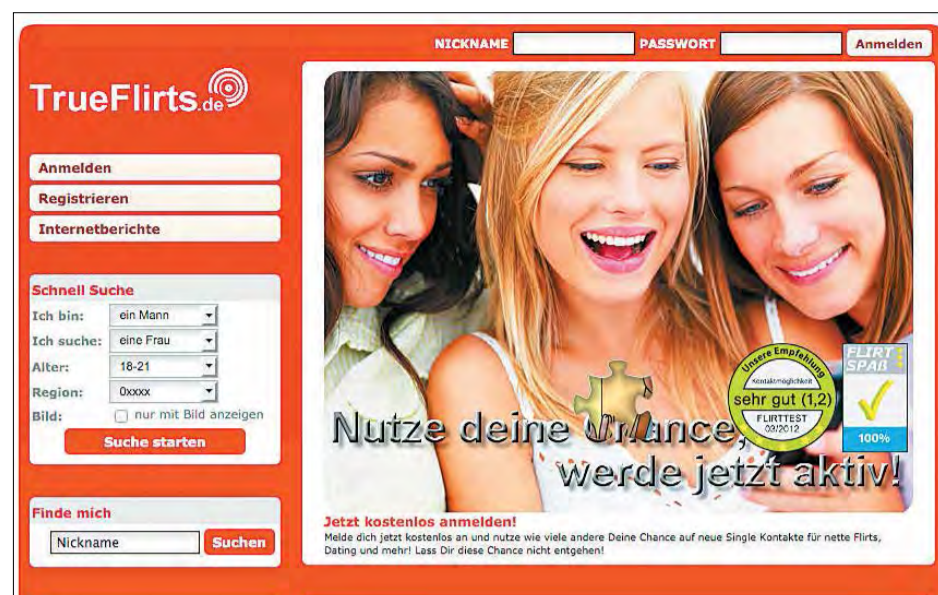 NICKNAME PASSWORT Anmelden
TrueFlirts.de
Anmelden
Registrieren
Internetberichte
Schnell Suche
Ich bin: ein Mann
Ich suche: eine Frau
Alter: 18-21
Region: 0xxxx
Bild: nur mit Bild anzeigen
Suche starten
Finde mich
Nickname Suchen
Unsere Empfehlung
Kontaktmöglichkeit
sehr gut (1,2)
FLIRTTEST
03/2012
FLIRT
SPAß
100%
Nutze deine Chance,
werde jetzt aktiv!
Jetzt kostenlos anmelden!
Melde dich jetzt kostenlos an und nutze wie viele andere Deine Chance auf neue Single Kontakte für nette Flirts,
Dating und mehr! Lass Dir diese Chance nicht entgehen!